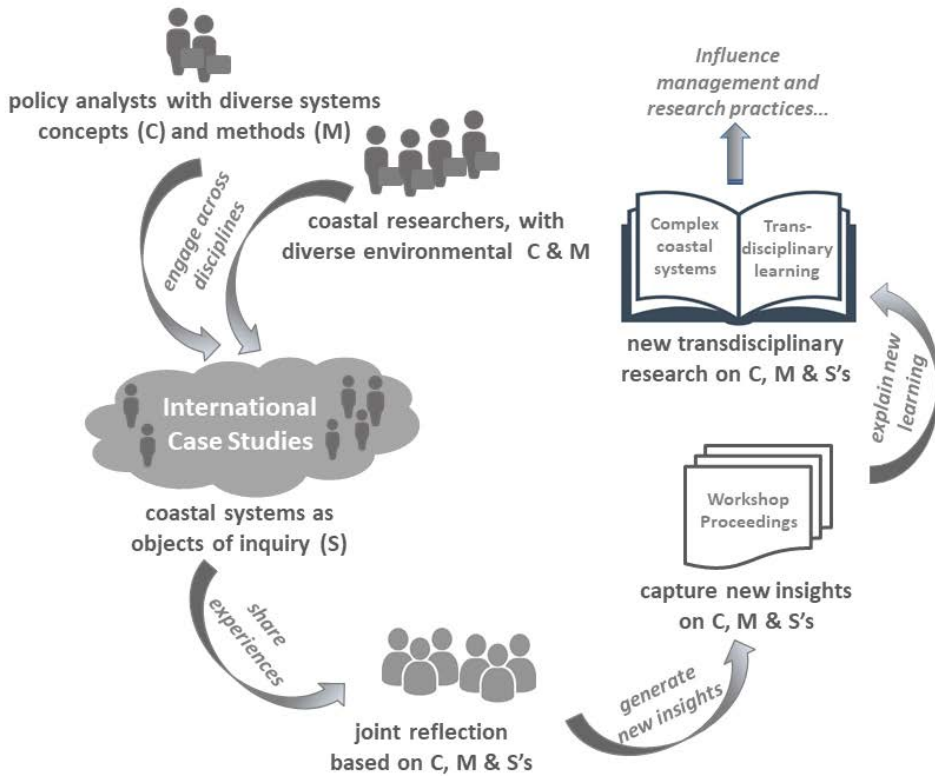 policy analysts with diverse systems
concepts (C) and methods (M)
coastal researchers, with
diverse environmental C & M
engage across
disciplines
International
Case Studies
coastal systems as
objects of inquiry (S)
share
experiences
joint reflection
based on C, M & S's
generate
new insights
Workshop
Proceedings
capture new insights
on C, M & S's
explain new
learning
Complex
coastal
systems
Trans-
disciplinary
learning
new transdisciplinary
research on C, M & S's
Influence
management and
research practices...